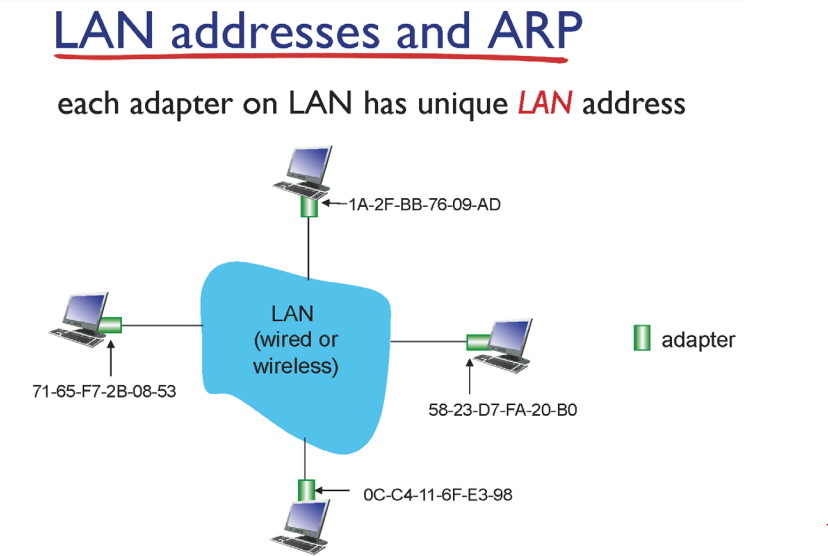 LAN addresses and ARP
each adapter on LAN has unique LAN address
1A-2F-BB-76-09-AD
LAN
(wired or
wireless)
adapter
71-65-F7-2B-08-53
58-23-D7-FA-20-B0
0C-C4-11-6F-E3-98